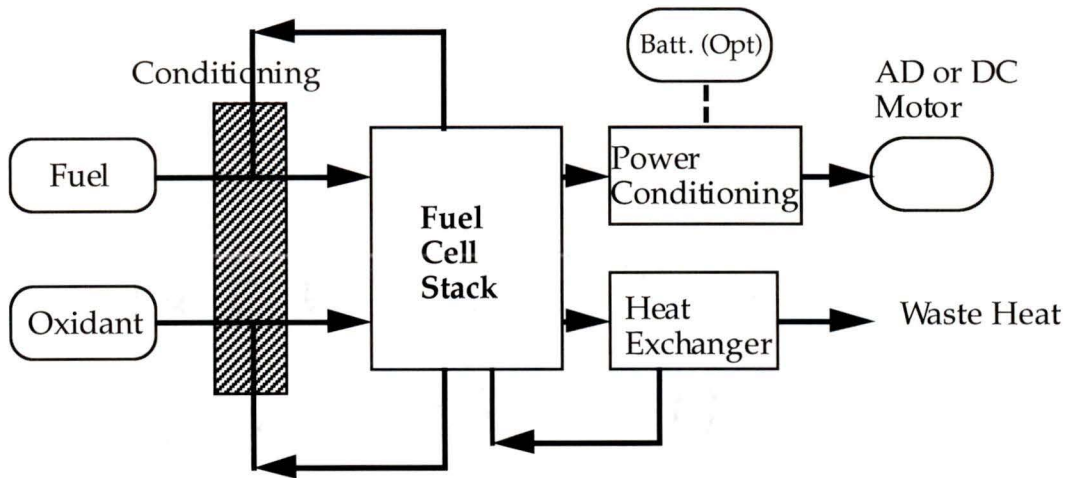 Batt. (Opt)
Conditioning
AD or DC
Motor
Fuel
Power
Conditioning
Fuel
Cell
Stack
Oxidant
Heat
Exchanger
Waste Heat